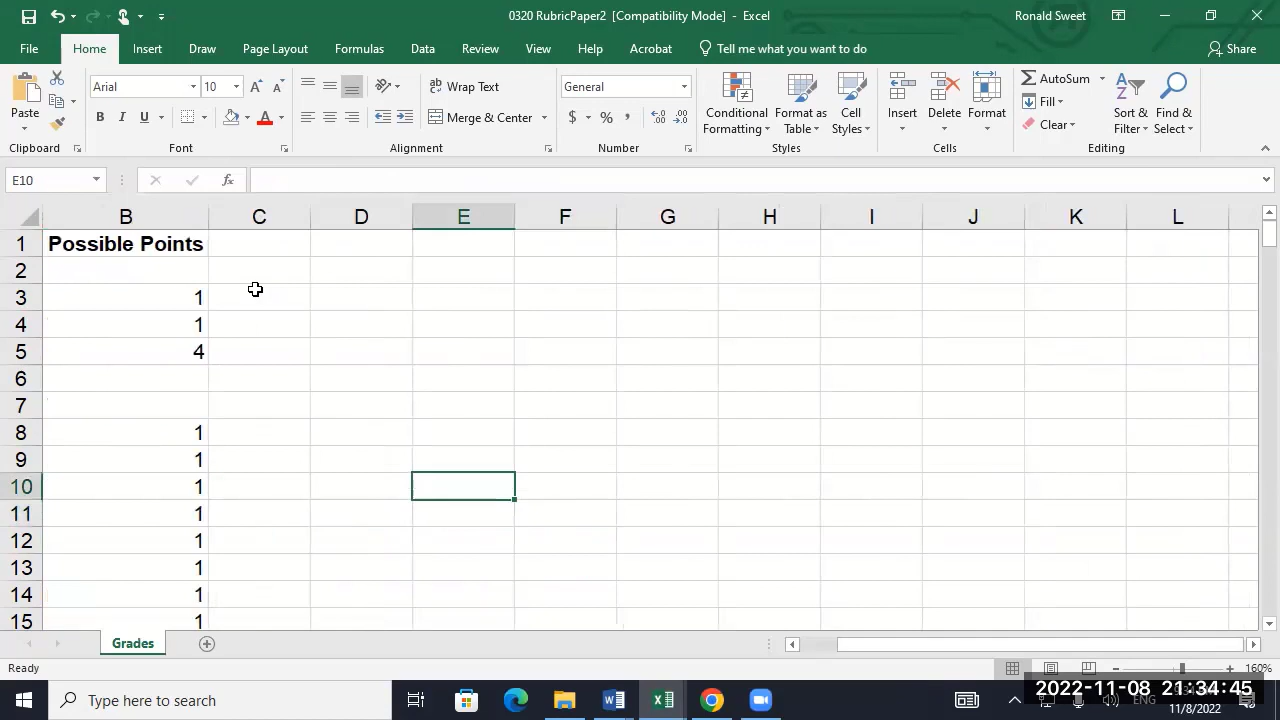 0320 RubricPaper2 [Compatibility Mode] - Excel
Ronald Sweet
File Home Insert Draw Page Layout Formulas Data Review View Help Acrobat Tell me what you want to do Share
Paste
Arial 10
B I U A
Wrap Text
Merge & Center
General
$ % ,
Conditional Formatting
Format as Table
Cell Styles
Insert
Delete
Format
AutoSum
Fill
Clear
Sort & Filter
Find & Select
Clipboard Font Alignment Number Styles Cells Editing
E10 fx
B C D E F G H I J K L
1 Possible Points
2
3 1
4 1
5 4
6
7
8 1
9 1
10 1
11 1
12 1
13 1
14 1
15 1
Grades
Ready 160%
Type here to search
ENG
2022-11-08 21:34:45
11/8/2022